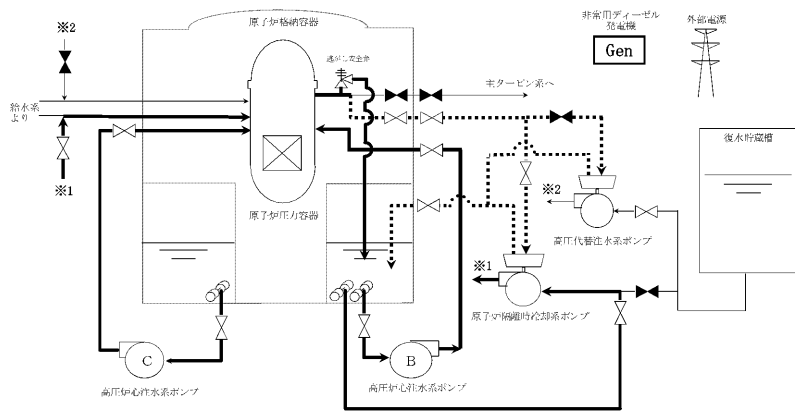 原子炉格納容器
非常用ディーゼル
発電機
外部電源
※2
Gen
逃がし安全弁
主タービン系へ
給水系
より
復水貯蔵槽
※1
※2
原子炉圧力容器
高圧代替注水系ポンプ
※1
原子炉隔離時冷却系ポンプ
C
B
高圧炉心注水系ポンプ
高圧炉心注水系ポンプ